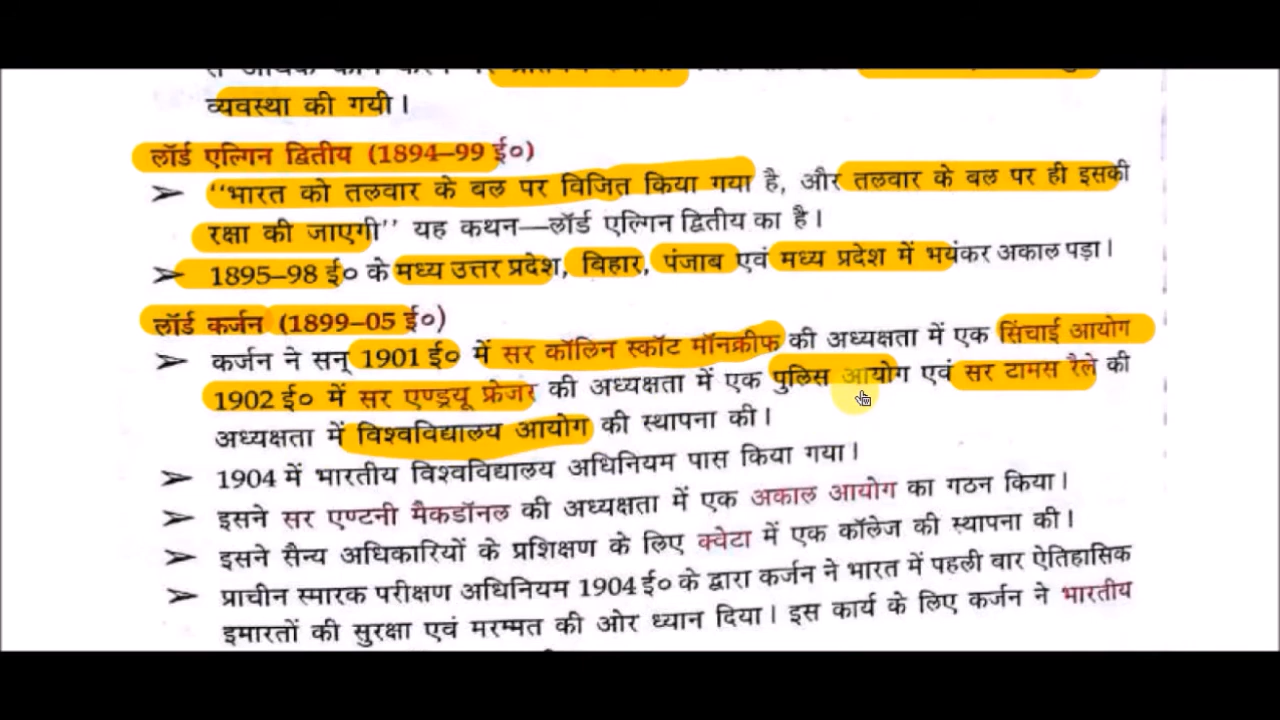 व्यवस्था की गयी।
लॉर्ड एल्गिन द्वितीय (1894–99 ई०)
➢ ‘‘भारत को तलवार के बल पर विजित किया गया है, और तलवार के बल पर ही इसकी
रक्षा की जाएगी’’ यह कथन—लॉर्ड एल्गिन द्वितीय का है।
➢ 1895–98 ई० के मध्य उत्तर प्रदेश, बिहार, पंजाब एवं मध्य प्रदेश में भयंकर अकाल पड़ा।
लॉर्ड कर्जन (1899–05 ई०)
➢ कर्जन ने सन् 1901 ई० में सर कॉलिन स्कॉट मॉनक्रीफ की अध्यक्षता में एक सिंचाई आयोग
1902 ई० में सर एण्ड्रयू फ्रेजर की अध्यक्षता में एक पुलिस आयोग एवं सर टामस रैले की
अध्यक्षता में विश्वविद्यालय आयोग की स्थापना की।
➢ 1904 में भारतीय विश्वविद्यालय अधिनियम पास किया गया।
➢ इसने सर एण्टनी मैकडॉनल की अध्यक्षता में एक अकाल आयोग का गठन किया।
➢ इसने सैन्य अधिकारियों के प्रशिक्षण के लिए क्वेटा में एक कॉलेज की स्थापना की।
➢ प्राचीन स्मारक परीक्षण अधिनियम 1904 ई० के द्वारा कर्जन ने भारत में पहली बार ऐतिहासिक
इमारतों की सुरक्षा एवं मरम्मत की ओर ध्यान दिया। इस कार्य के लिए कर्जन ने भारतीय